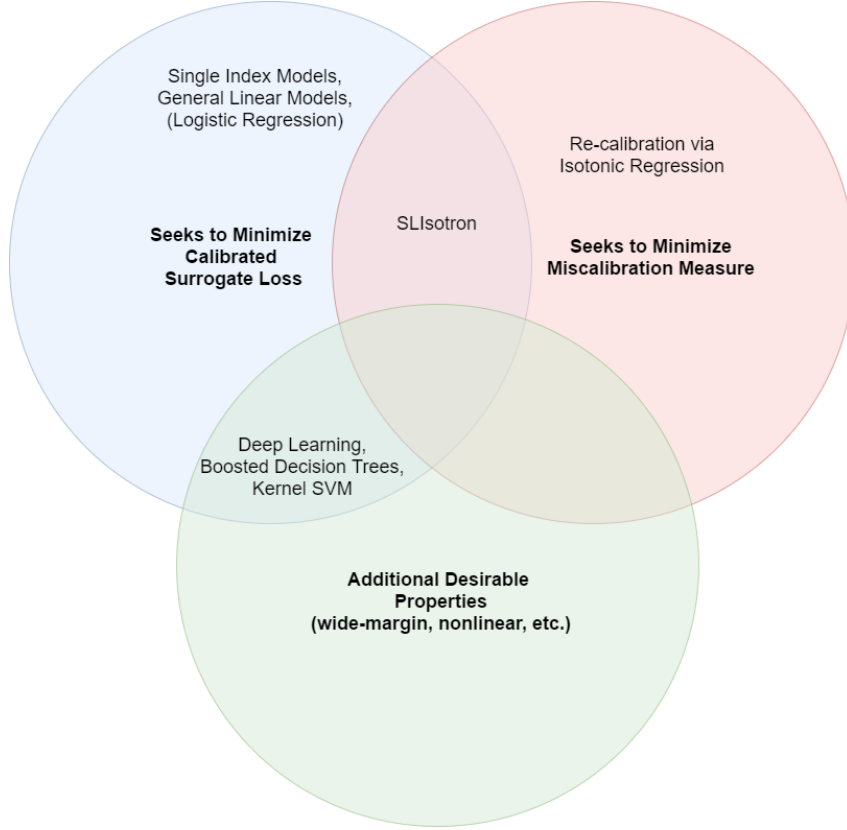 Single Index Models,
General Linear Models,
(Logistic Regression)
Re-calibration via
Isotonic Regression
SLIsotron
Seeks to Minimize
Calibrated
Surrogate Loss
Seeks to Minimize
Miscalibration Measure
Deep Learning,
Boosted Decision Trees,
Kernel SVM
Additional Desirable
Properties
(wide-margin, nonlinear, etc.)